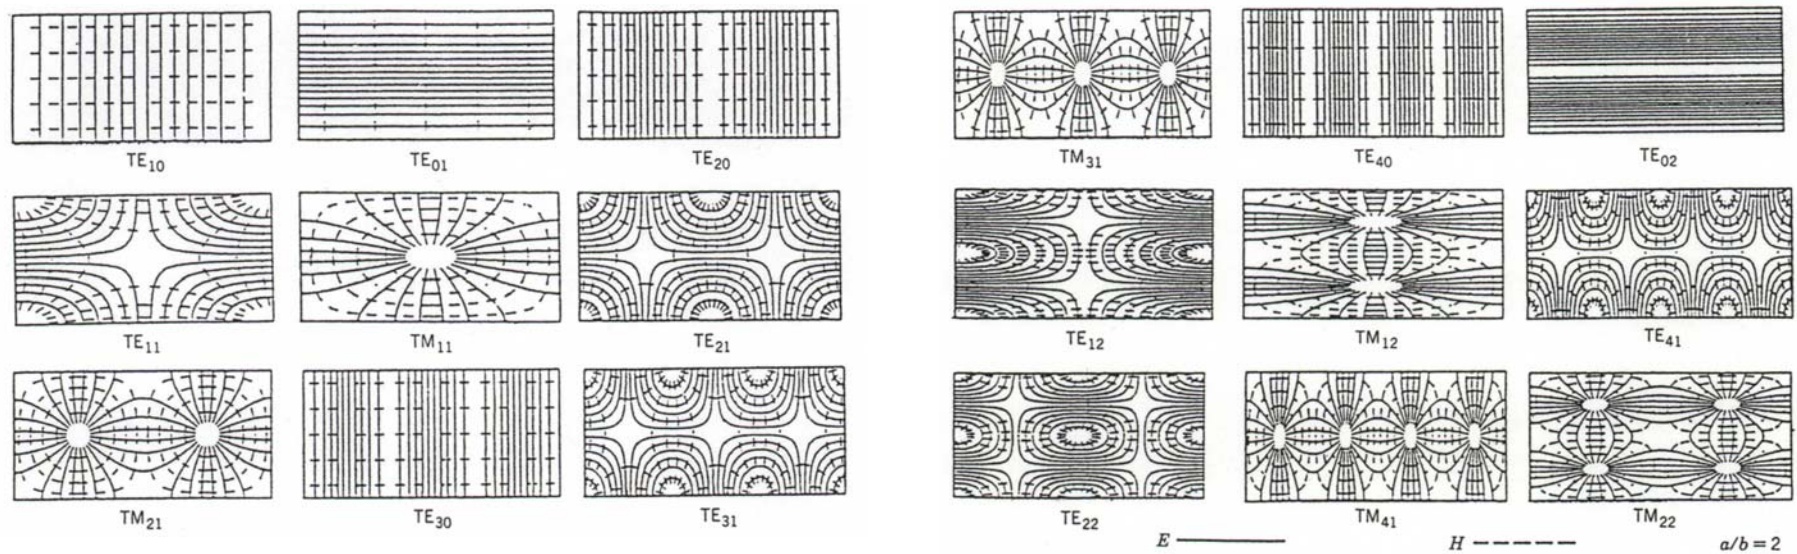 TE10 TE01 TE20
TE11 TM11 TE21
TM21 TE30 TE31
TM31 TE40 TE02
TE12 TM12 TE41
TE22 TM41 TM22
E H a/b = 2